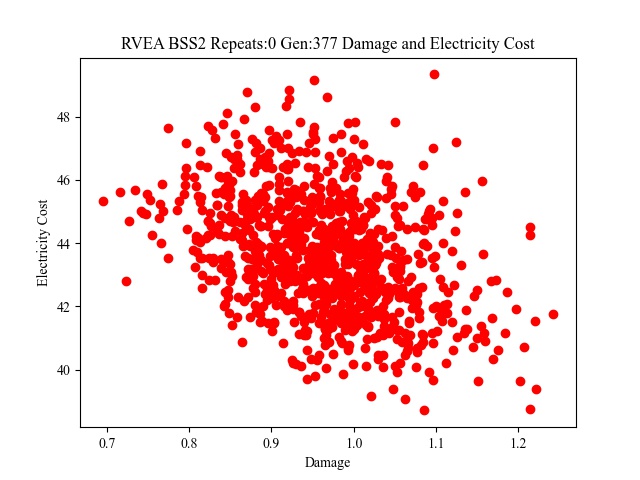 RVEA BSS2 Repeats:0 Gen:377 Damage and Electricity Cost
Electricity Cost
48
46
44
42
40
0.7 0.8 0.9 1.0 1.1 1.2
Damage